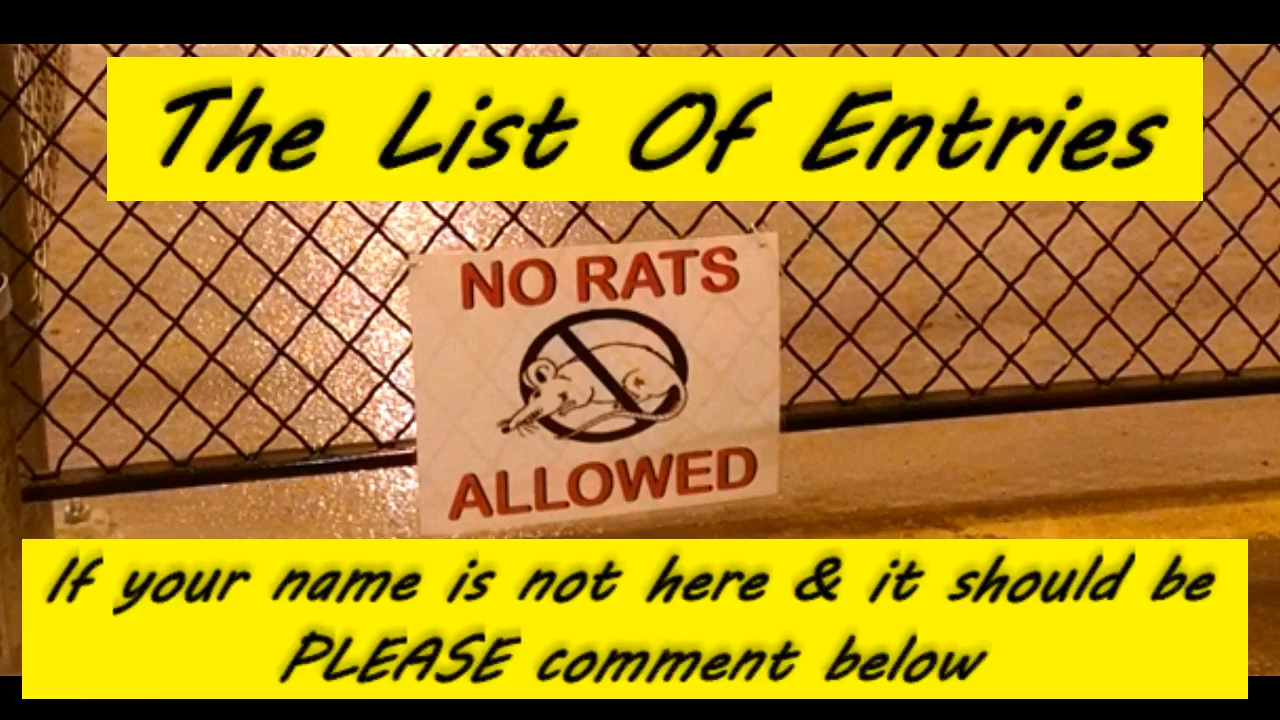 The List Of Entries
NO RATS
ALLOWED
If your name is not here & it should be
PLEASE comment below